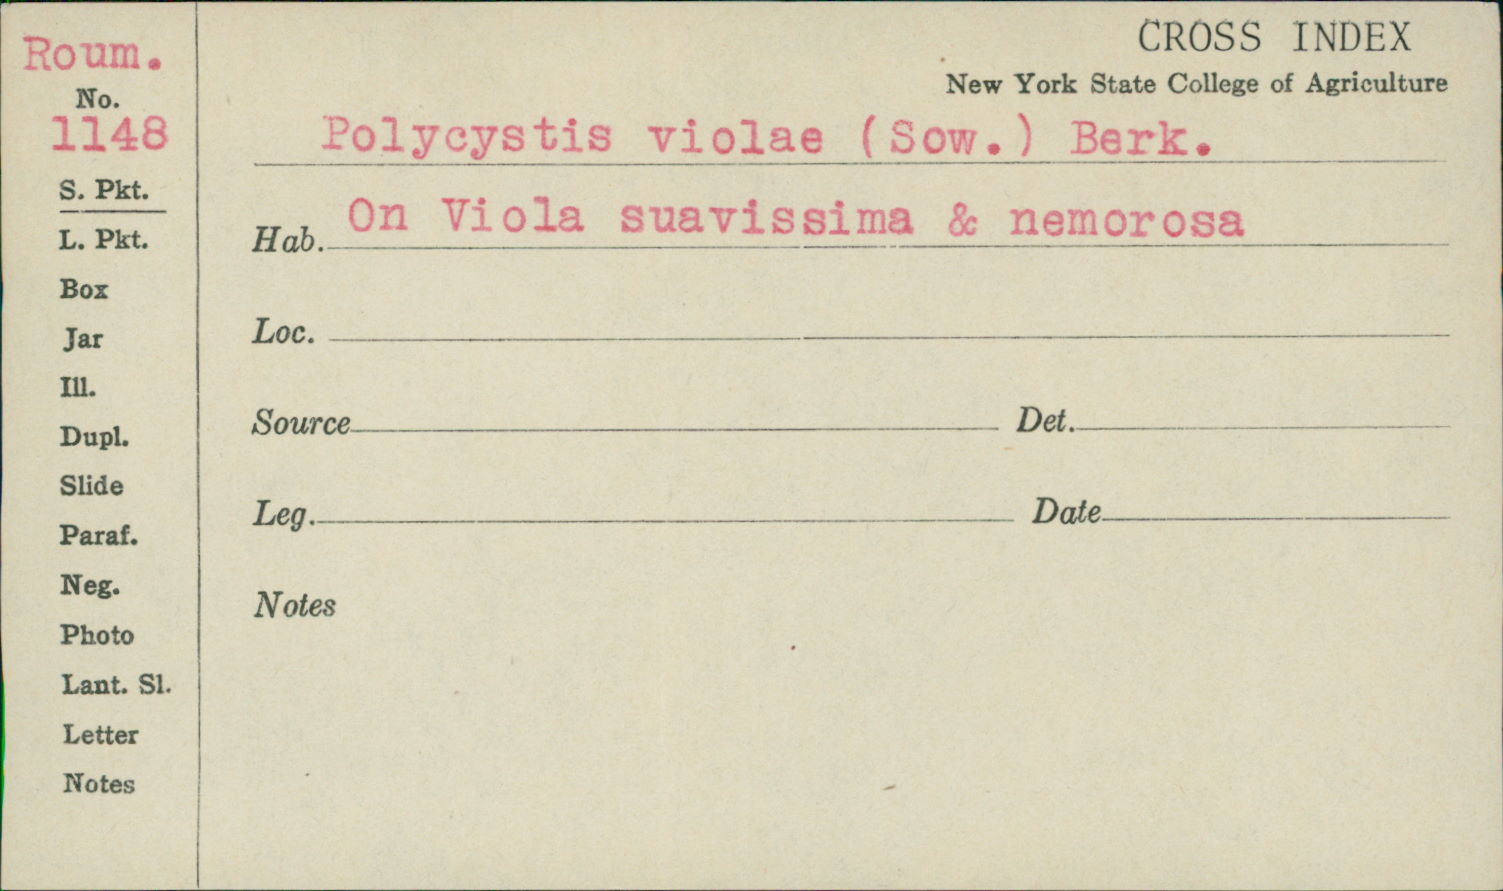 Roum.
No.
1148
S. Pkt.
L. Pkt.
Box
Jar
Ill.
Dupl.
Slide
Paraf.
Neg.
Photo
Lant. Sl.
Letter
Notes
CROSS INDEX
New York State College of Agriculture
Polycystis violae (Sow.) Berk.
Hab. On Viola suavissima & nemorosa
Loc.
Source Det.
Leg. Date
Notes